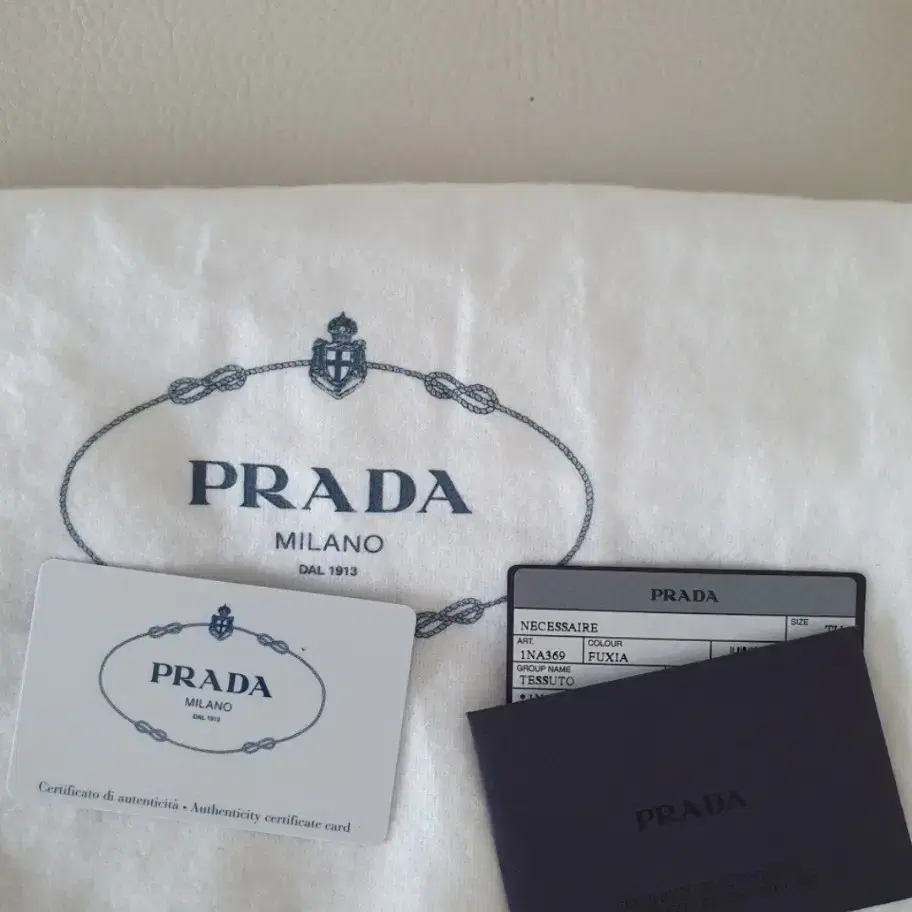 PRADA
MILANO
DAL 1913
PRADA
MILANO
DAL 1913
Certificato di autenticità • Authenticity certificate card
PRADA
NECESSAIRE
SIZE
ART.
COLOUR
1NA369
FUXIA
GROUP NAME
TESSUTO
PRADA